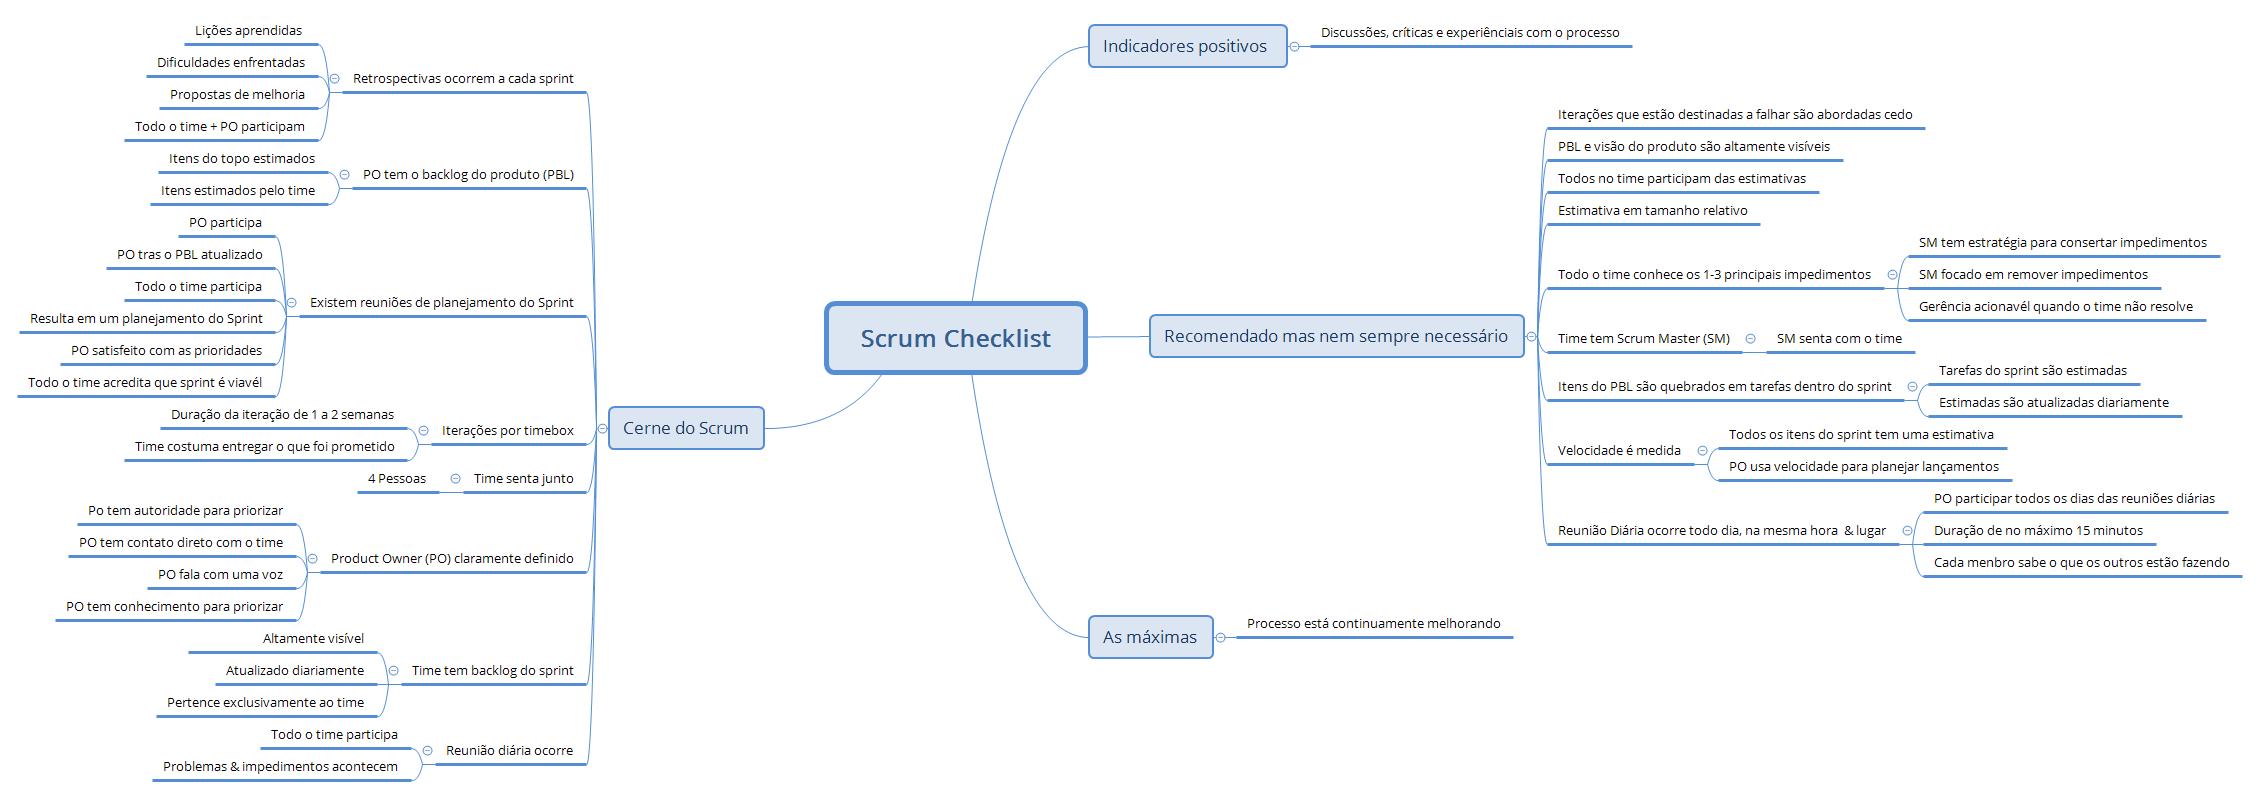 Scrum Checklist
Indicadores positivos
Discussões, críticas e experiênciais com o processo
Recomendado mas nem sempre necessário
Iterações que estão destinadas a falhar são abordadas cedo
PBL e visão do produto são altamente visíveis
Todos no time participam das estimativas
Estimativa em tamanho relativo
Todo o time conhece os 1-3 principais impedimentos
SM tem estratégia para consertar impedimentos
SM focado em remover impedimentos
Gerência acionavél quando o time não resolve
Time tem Scrum Master (SM)
SM senta com o time
Itens do PBL são quebrados em tarefas dentro do sprint
Tarefas do sprint são estimadas
Estimadas são atualizadas diariamente
Velocidade é medida
Todos os itens do sprint tem uma estimativa
PO usa velocidade para planejar lançamentos
Reunião Diária ocorre todo dia, na mesma hora  & lugar
PO participar todos os dias das reuniões diárias
Duração de no máximo 15 minutos
Cada menbro sabe o que os outros estão fazendo
As máximas
Processo está continuamente melhorando
Cerne do Scrum
Retrospectivas ocorrem a cada sprint
Lições aprendidas
Dificuldades enfrentadas
Propostas de melhoria
Todo o time + PO participam
PO tem o backlog do produto (PBL)
Itens do topo estimados
Itens estimados pelo time
Existem reuniões de planejamento do Sprint
PO participa
PO tras o PBL atualizado
Todo o time participa
Resulta em um planejamento do Sprint
PO satisfeito com as prioridades
Todo o time acredita que sprint é viavél
Iterações por timebox
Duração da iteração de 1 a 2 semanas
Time costuma entregar o que foi prometido
Time senta junto
4 Pessoas
Product Owner (PO) claramente definido
Po tem autoridade para priorizar
PO tem contato direto com o time
PO fala com uma voz
PO tem conhecimento para priorizar
Time tem backlog do sprint
Altamente visível
Atualizado diariamente
Pertence exclusivamente ao time
Reunião diária ocorre
Todo o time participa
Problemas & impedimentos acontecem